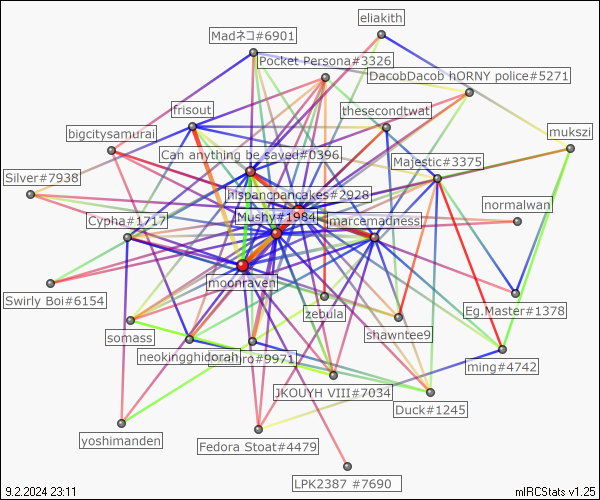 eliakith
Madネコ#6901
Pocket Persona#3326
DacobDacob hORNY police#5271
frisout
thesecondtwat
bigcitysamurai
mukszi
Can anything be saved#0396
Majestic#3375
Silver#7938
hispancpancakes#2928
normalwan
Mushy#1984
Cypha#1717
marcemadness
moonraven
Swirly Boi#6154
zebula
Eg.Master#1378
somass
shawntee9
neokingghidorah
#9971
ming#4742
JKOUYH VIII#7034
Duck#1245
yoshimanden
Fedora Stoat#4479
LPK2387 #7690
9.2.2024 23:11
mIRCStats v1.25